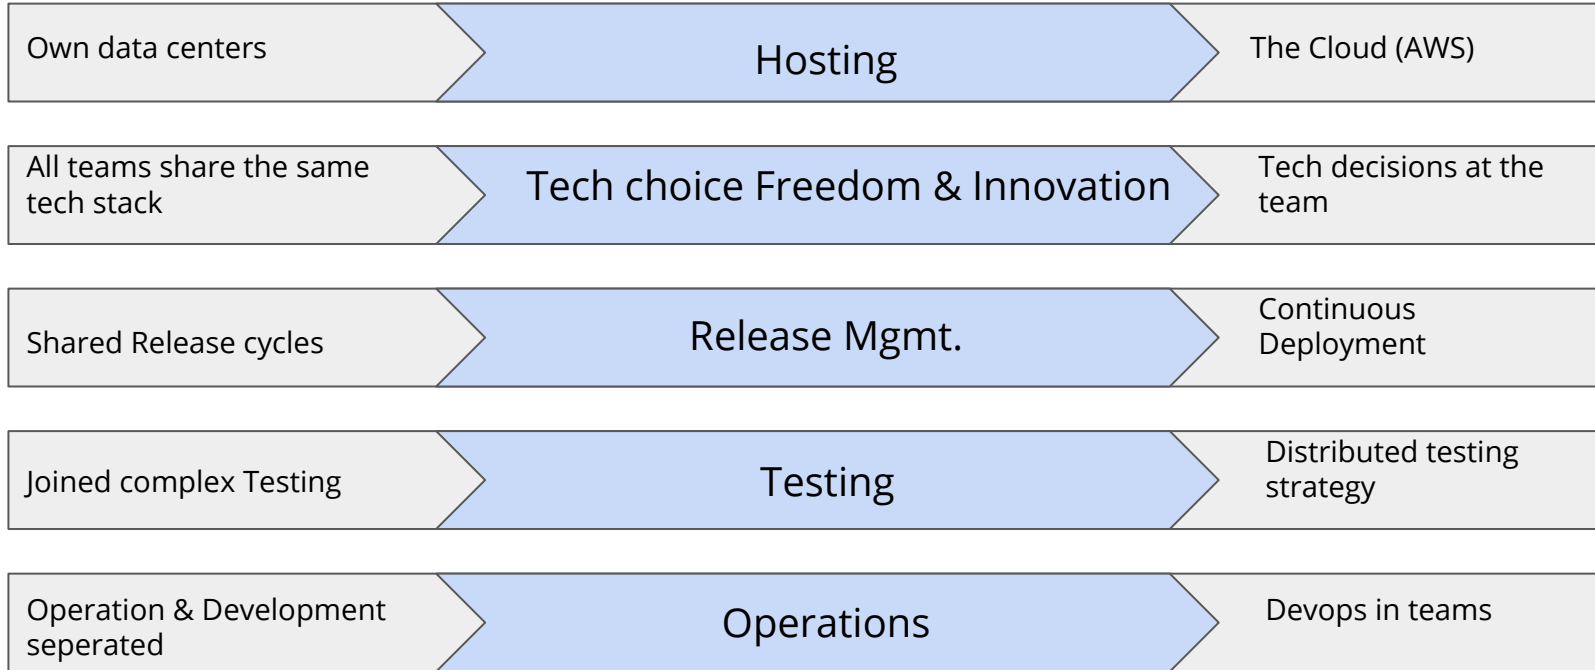 Own data centers
Hosting
The Cloud (AWS)
All teams share the same
tech stack
Tech choice Freedom & Innovation
Tech decisions at the
team
Shared Release cycles
Release Mgmt.
Continuous
Deployment
Joined complex Testing
Testing
Distributed testing
strategy
Operation & Development
seperated
Operations
Devops in teams